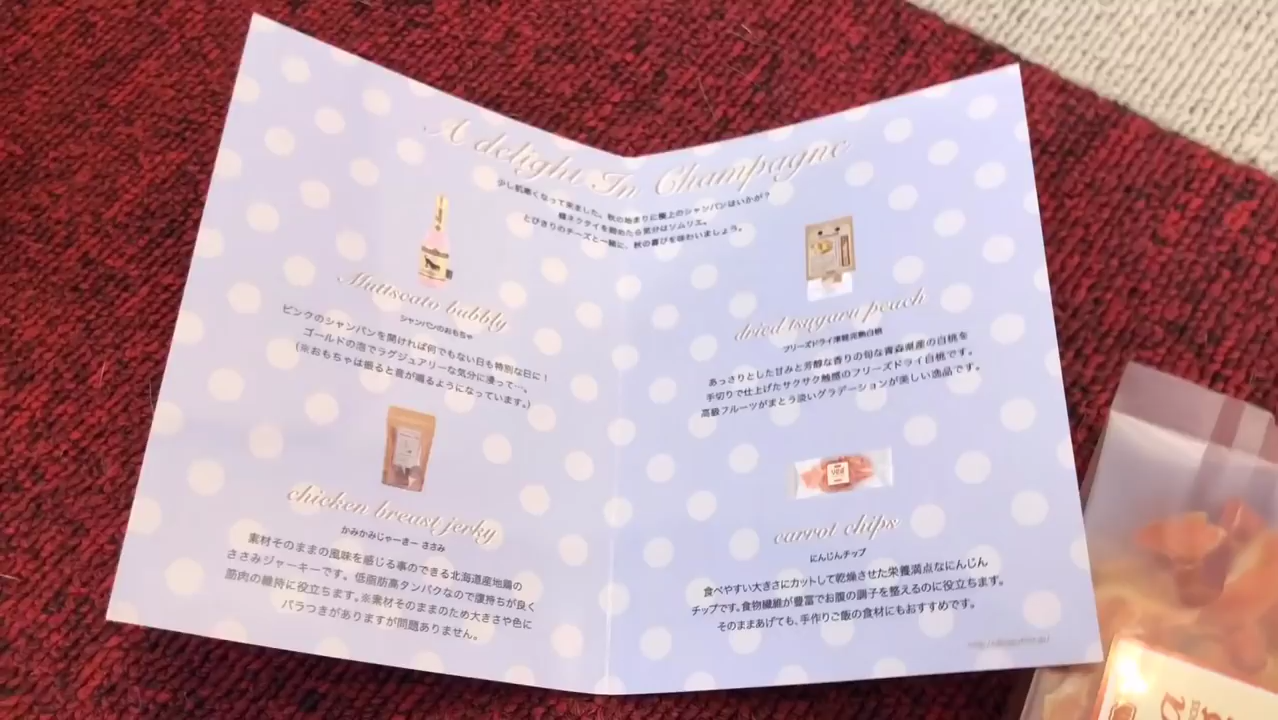 A delight In Champagne
少し肌寒くなって来ました。秋の始まりに極上のシャンパンはいかが？
蝶ネクタイを締めたら気分はソムリエ。
とびきりのチーズと一緒に、秋の喜びを味わいましょう。
Muttscato bubbly
シャンパンのおもちゃ
ピンクのシャンパンを開ければ何でもない日も特別な日に！
ゴールドの泡でラグジュアリーな気分に浸って…。
(※おもちゃは振ると音が鳴るようになっています。)
chicken breast jerky
かみかみじゃーきー ささみ
素材そのままの風味を感じる事のできる北海道産地鶏の
ささみジャーキーです。低脂肪高タンパクなので腹持ちが良く
筋肉の維持に役立ちます。※素材そのままのため大きさや色に
バラつきがありますが問題ありません。
dried tsugaru peach
フリーズドライ津軽完熟白桃
あっさりとした甘みと芳醇な香りの旬な青森県産の白桃を
手切りで仕上げたサクサク触感のフリーズドライ白桃です。
高級フルーツがまとう淡いグラデーションが美しい逸品です。
carrot chips
にんじんチップ
食べやすい大きさにカットして乾燥させた栄養満点なにんじん
チップです。食物繊維が豊富でお腹の調子を整えるのに役立ちます。
そのままあげても、手作りご飯の食材にもおすすめです。